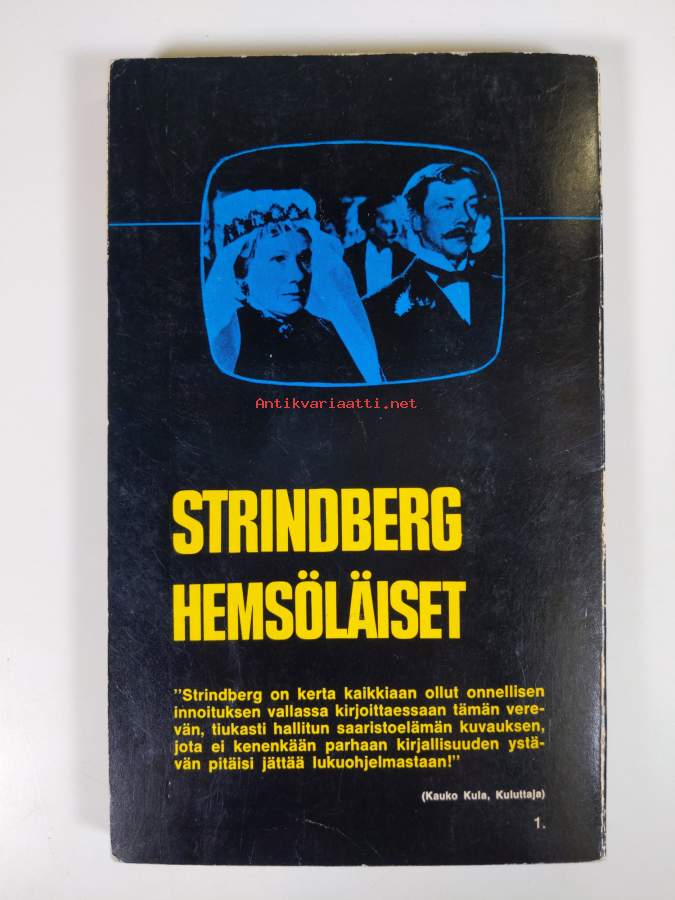 Antikvariaatti.net
STRINDBERG
HEMSÖLÄISET
"Strindberg on kerta kaikkiaan ollut onnellisen
innoituksen vallassa kirjoittaessaan tämän vere-
vän, tiukasti hallitun saaristoelämän kuvauksen,
jota ei kenenkään parhaan kirjallisuuden ystä-
vän pitäisi jättää lukuohjelmastaan!"
(Kauko Kula, Kuluttaja)
1.